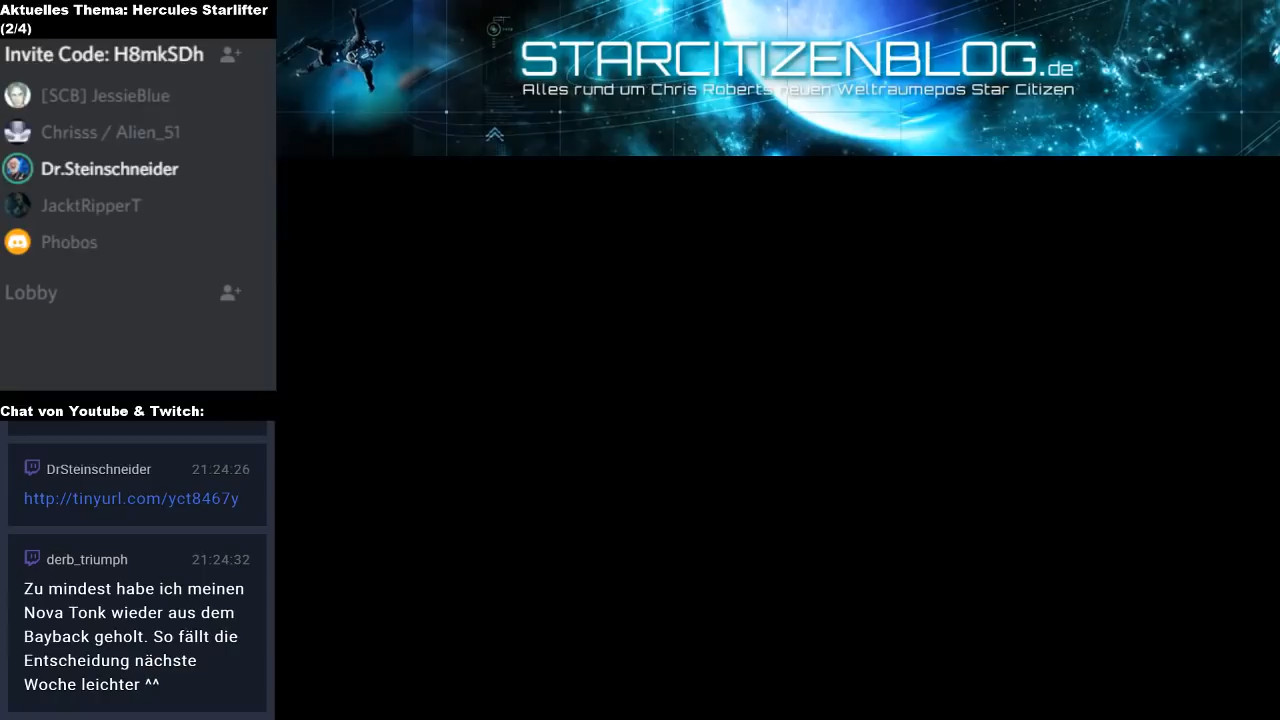 Aktuelles Thema: Hercules Starlifter
(2/4)
Invite Code: H8mkSDh
[SCB] JessieBlue
Chrisss / Alien_51
Dr.Steinschneider
JacktRipperT
Phobos
Lobby
STARCITIZENBLOG.de
Alles rund um Chris Roberts neuen Weltraumepos Star Citizen
Chat von Youtube & Twitch:
DrSteinschneider 21:24:26
http://tinyurl.com/yct8467y
derb_triumph 21:24:32
Zu mindest habe ich meinen
Nova Tonk wieder aus dem
Bayback geholt. So fällt die
Entscheidung nächste
Woche leichter ^^